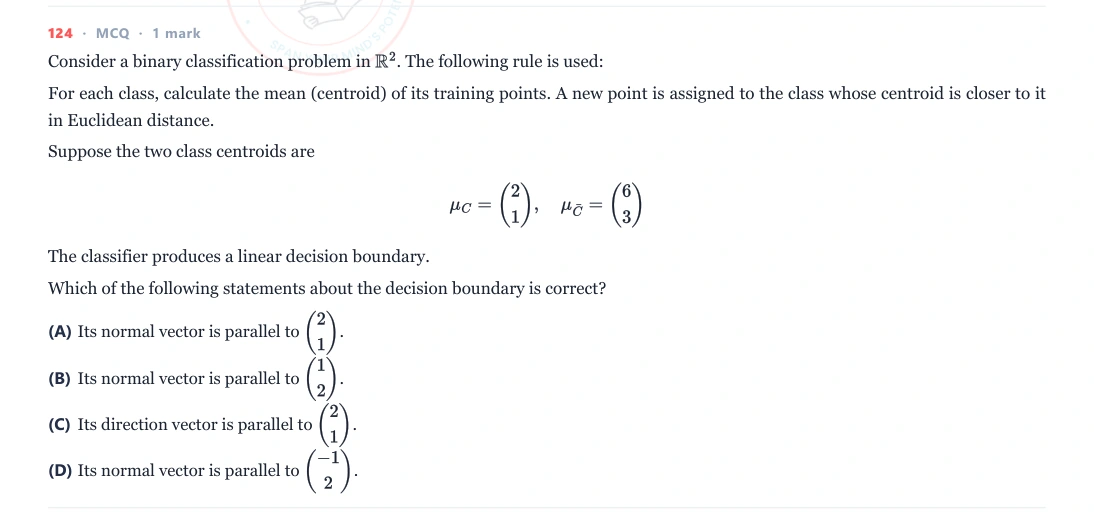 124 · MCQ · 1 mark
Consider a binary classification problem in ℝ². The following rule is used:
For each class, calculate the mean (centroid) of its training points. A new point is assigned to the class whose centroid is closer to it
in Euclidean distance.
Suppose the two class centroids are
μ_C = (2 1), μ_C̄ = (6 3)
The classifier produces a linear decision boundary.
Which of the following statements about the decision boundary is correct?
(A) Its normal vector is parallel to (2 1).
(B) Its normal vector is parallel to (1 2).
(C) Its direction vector is parallel to (2 1).
(D) Its normal vector is parallel to (−1 2).